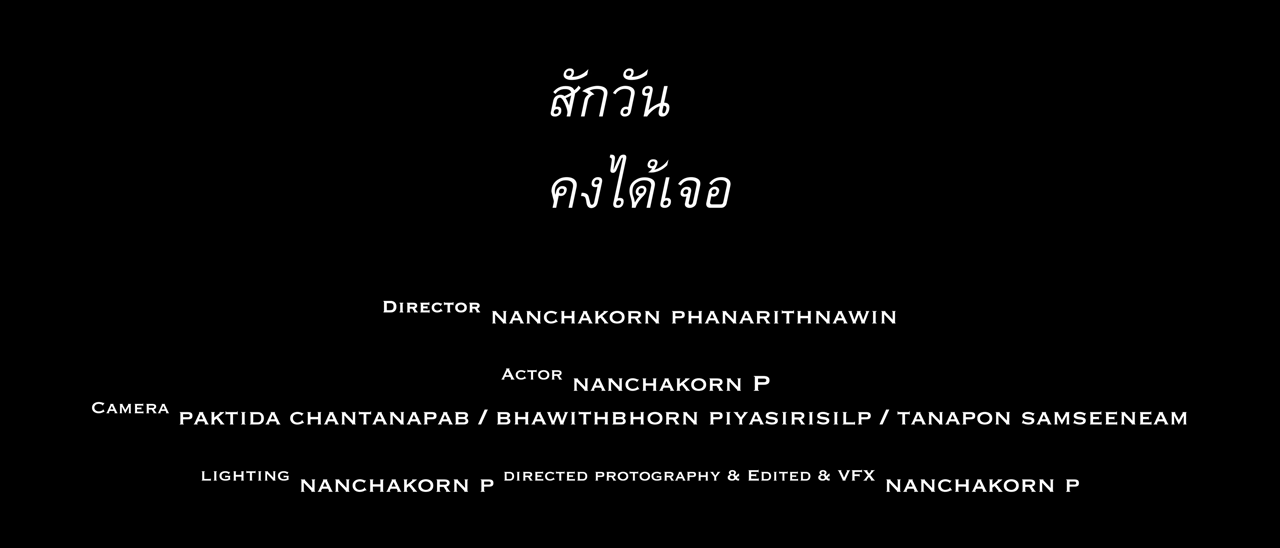 สักวัน
คงได้เจอ
Director NANCHAKORN PHANARITHNAWIN
Actor NANCHAKORN P
Camera PAKTIDA CHANTANAPAB / BHAWITHBHORN PIYASIRISILP / TANAPON SAMSEENEAM
LIGHTING NANCHAKORN P DIRECTED PROTOGRAPHY & Edited & VFX NANCHAKORN P